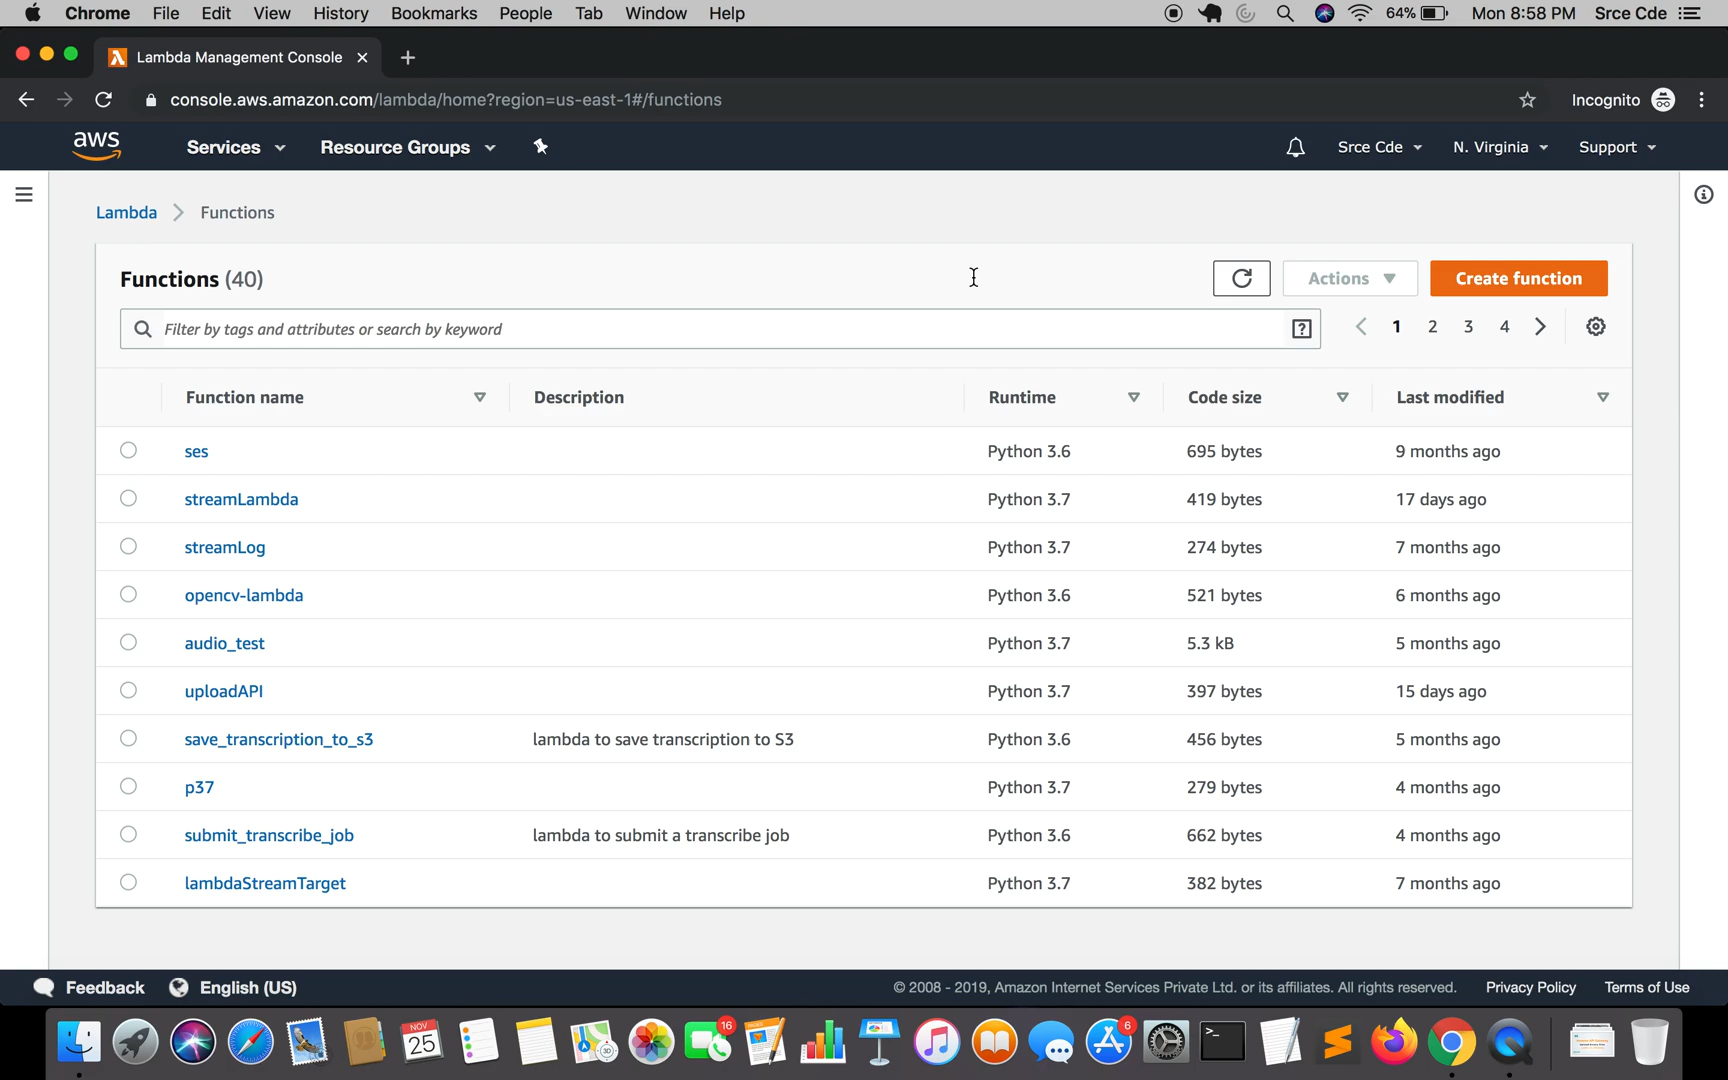 Chrome File Edit View History Bookmarks People Tab Window Help 64% Mon 8:58 PM Srce Cde
Lambda Management Console
console.aws.amazon.com/lambda/home?region=us-east-1#/functions Incognito
aws Services Resource Groups Srce Cde N. Virginia Support
Lambda Functions
Functions (40) Actions Create function
Filter by tags and attributes or search by keyword ? 1 2 3 4
Function name Description Runtime Code size Last modified
ses Python 3.6 695 bytes 9 months ago
streamLambda Python 3.7 419 bytes 17 days ago
streamLog Python 3.7 274 bytes 7 months ago
opencv-lambda Python 3.6 521 bytes 6 months ago
audio_test Python 3.7 5.3 kB 5 months ago
uploadAPI Python 3.7 397 bytes 15 days ago
save_transcription_to_s3 lambda to save transcription to S3 Python 3.6 456 bytes 5 months ago
p37 Python 3.7 279 bytes 4 months ago
submit_transcribe_job lambda to submit a transcribe job Python 3.6 662 bytes 4 months ago
lambdaStreamTarget Python 3.7 382 bytes 7 months ago
Feedback English (US) © 2008 - 2019, Amazon Internet Services Private Ltd. or its affiliates. All rights reserved. Privacy Policy Terms of Use
NOV 16 6
25